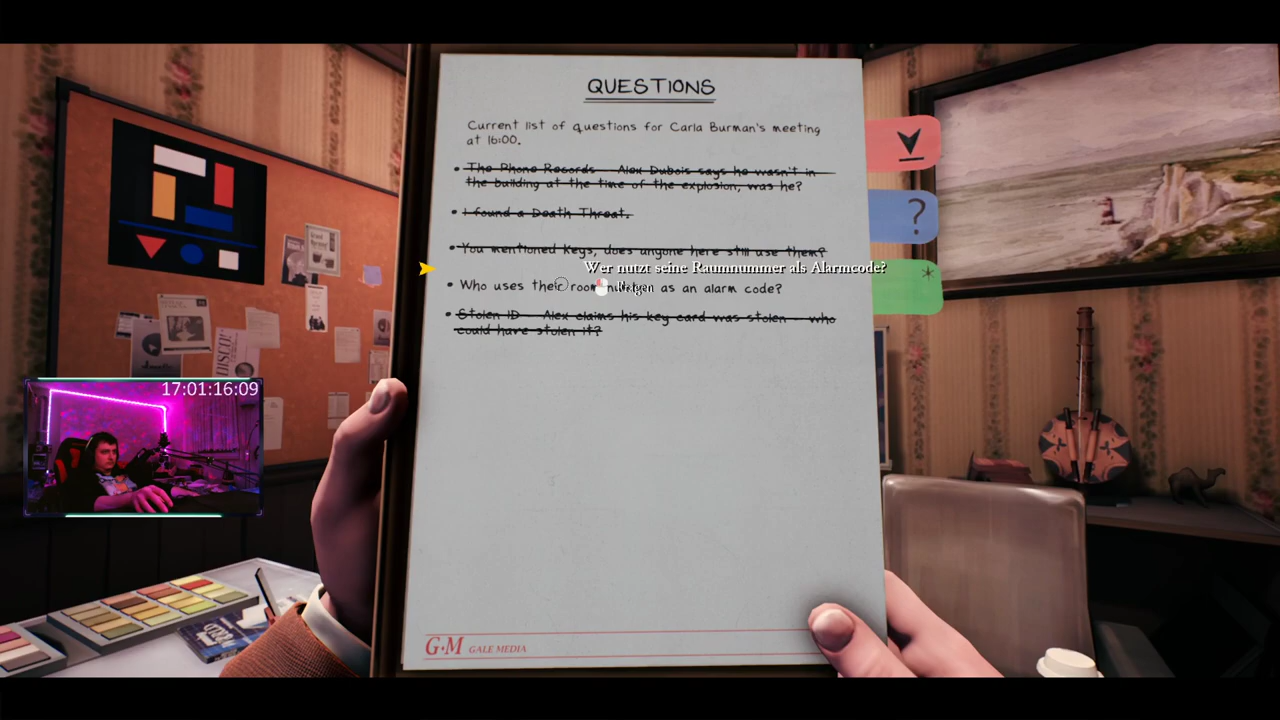 QUESTIONS
Current list of questions for Carla Burman's meeting
at 16:00.
• The Phone Records - Alex Dubois says he wasn't in
the building at the time of the explosion, was he?
• I found a Death Threat.
• You mentioned Keys, does anyone here still use them?
Wer nutzt seine Raumnummer als Alarmcode?
• Who uses their room as an alarm code?
• Stolen ID - Alex claims his key card was stolen - who
could have stolen it?
17:01:16:09
G·M GALE MEDIA